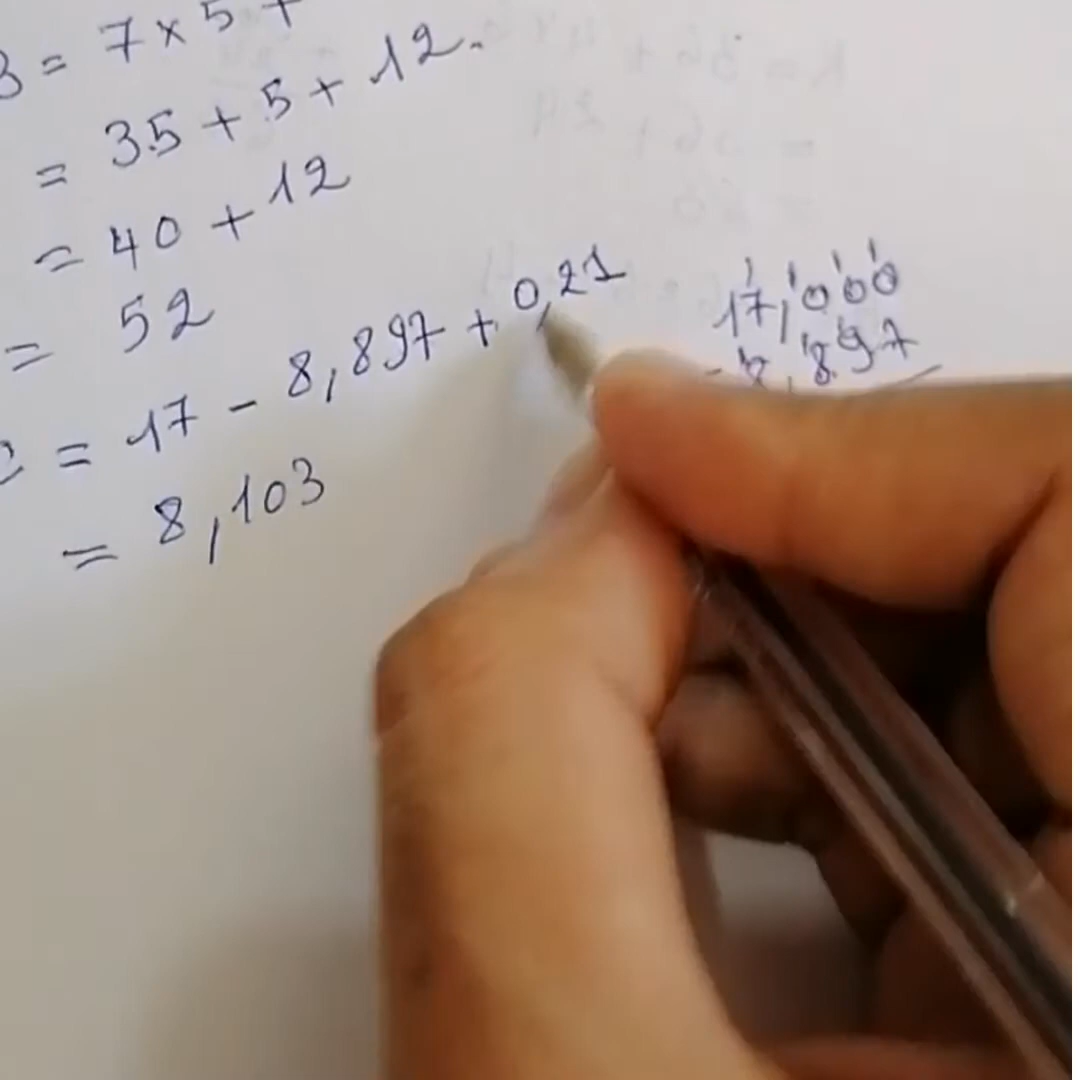 B = 7 x 5 +
= 35 + 5 + 12.
= 40 + 12
= 52
C = 17 - 8,897 + 0,21
= 8,103
17,000
- 8,897